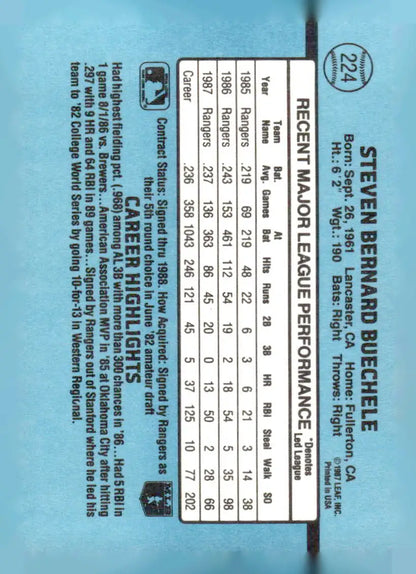 224
STEVEN BERNARD BUECHELE
Born: Sept. 26, 1961 Lancaster, CA Home: Fullerton, CA
Ht.: 6' 2" Wgt.: 190 Bats: Right Throws: Right
©1987 LEAF, INC.
Printed in USA
RECENT MAJOR LEAGUE PERFORMANCE *Denotes Led League
Year Team Name Bat. Avg. Games At Bat Hits Runs 2B 3B HR RBI Steal Walk SO
1985 Rangers .219 69 219 48 22 6 3 6 21 3 14 38
1986 Rangers .243 153 461 112 54 19 2 18 54 5 35 98
1987 Rangers .237 136 363 86 45 20 0 13 50 2 28 66
Career .236 358 1043 246 121 45 5 37 125 10 77 202
Contract Status: Signed thru 1988. How Acquired: Signed by Rangers as
their 5th round choice in June '82 amateur draft
CAREER HIGHLIGHTS
Had highest fielding pct. (.968) among AL 3B with more than 300 chances in '86...Had 5 RBI in
1 game 8/1/86 vs. Brewers...American Association MVP in '85 at Oklahoma City after hitting
.297 with 9 HR and 64 RBI in 89 games...Signed by Rangers out of Stanford where he led his
team to '82 College World Series by going 10-for-13 in Western Regional.